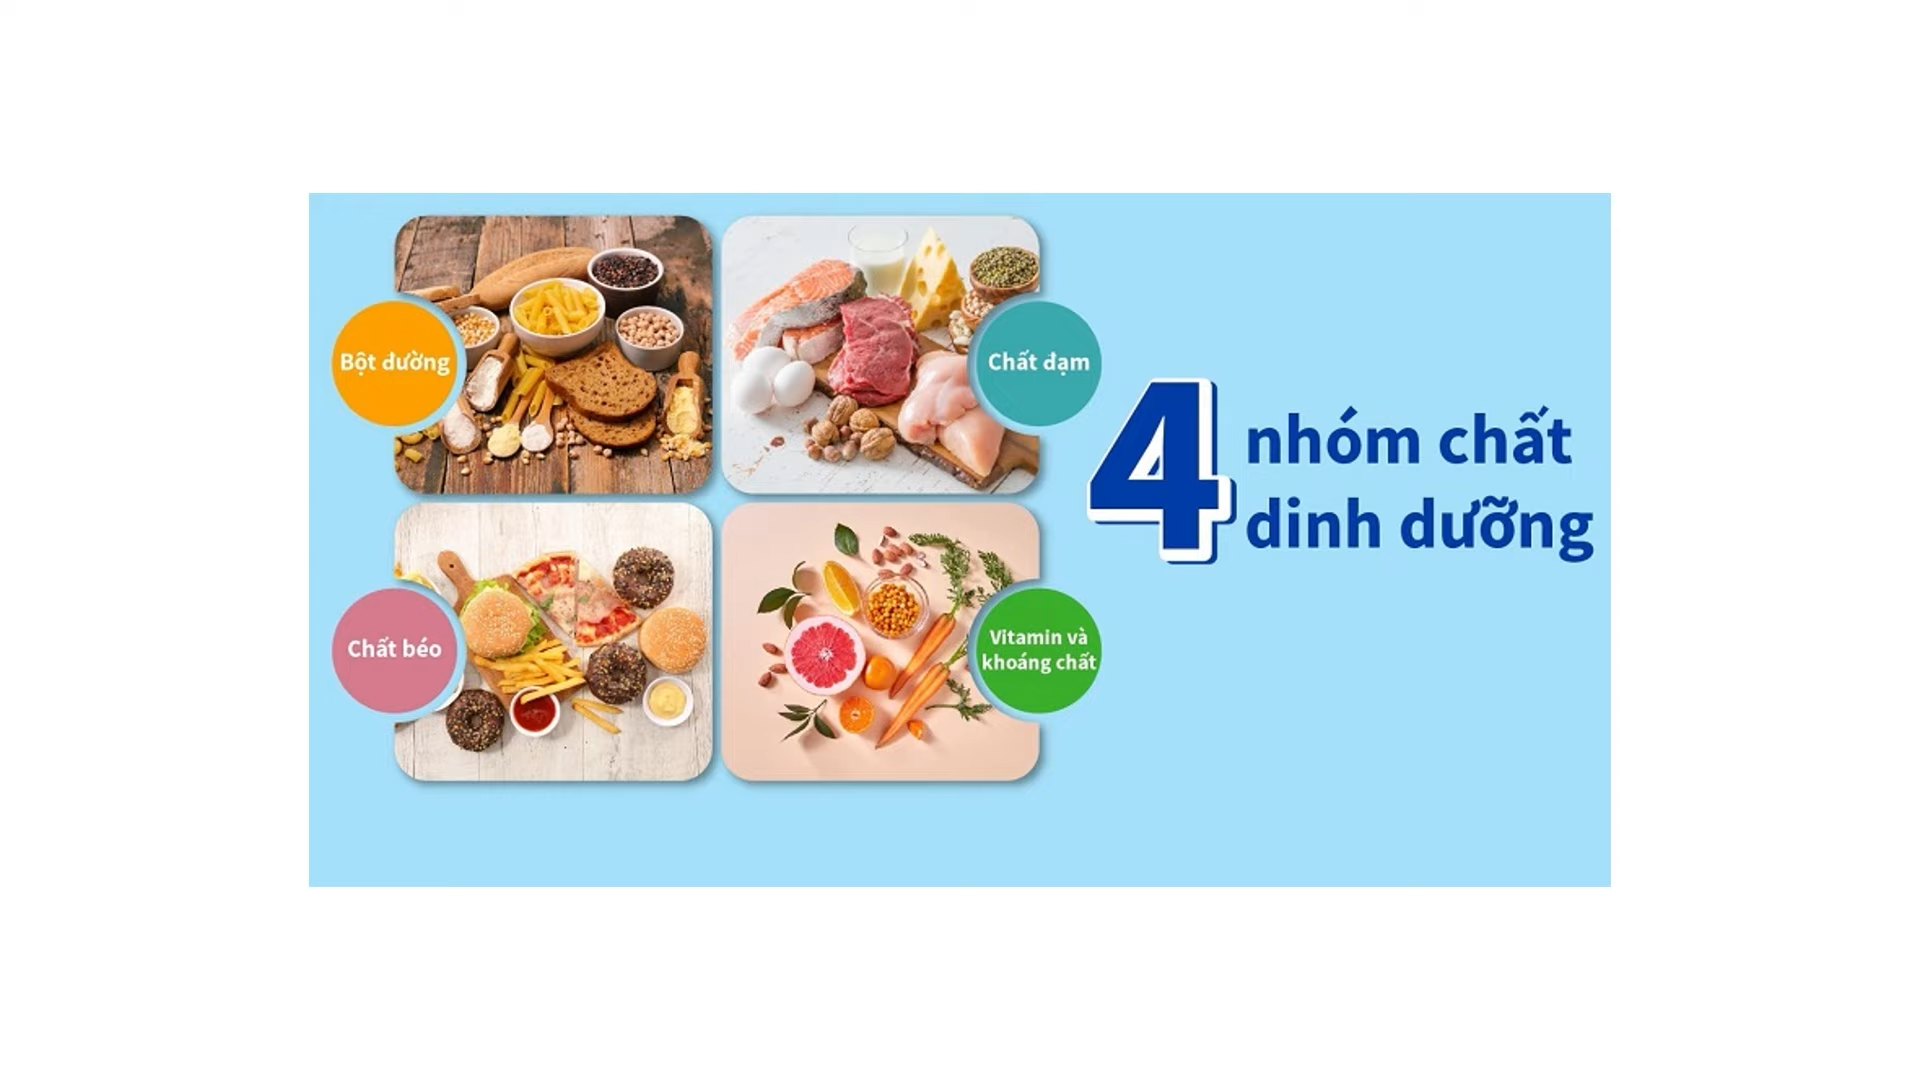 Bột đường
Chất đạm
4 nhóm chất
dinh dưỡng
Chất béo
Vitamin và
khoáng chất